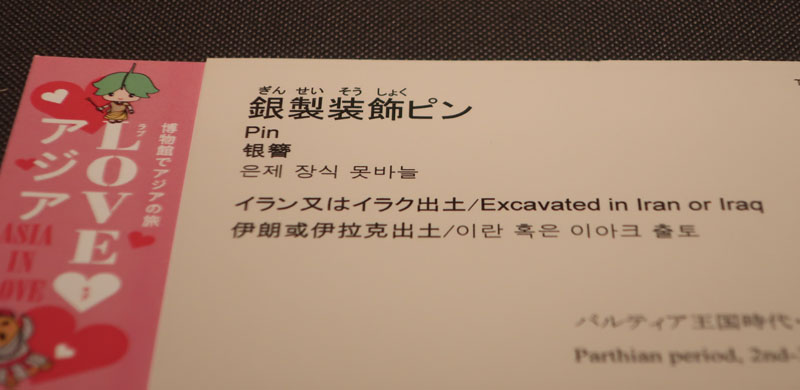 博物館でアジアの旅
LOVE
ラブ
アジア
ASIA
IN
LOVE
ぎん せい そう しょく
銀製装飾ピン
Pin
银簪
은제 장식 못바늘
イラン又はイラク出土/Excavated in Iran or Iraq
伊朗或伊拉克出土/이란 혹은 이아크 출토
パルティア王国時代・
Parthian period, 2nd-